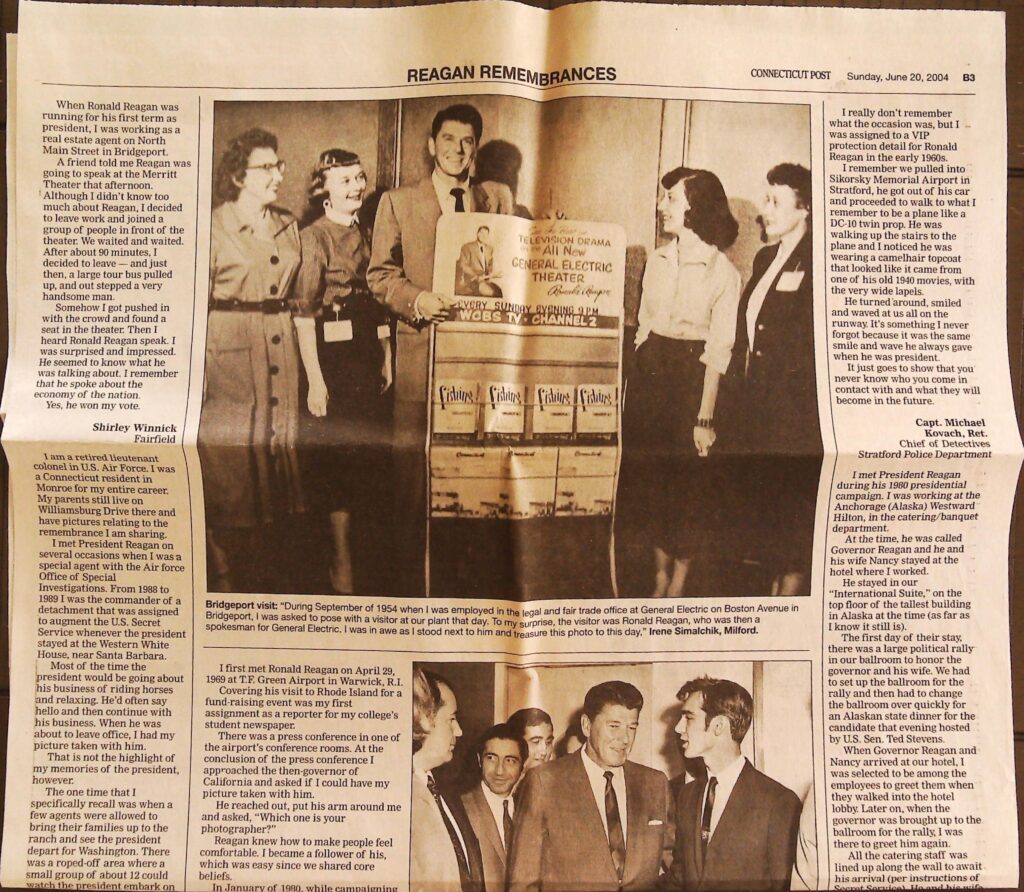 REAGAN REMEMBRANCES
CONNECTICUT POST Sunday, June 20, 2004 B3
When Ronald Reagan was
running for his first term as
president, I was working as a
real estate agent on North
Main Street in Bridgeport.
A friend told me Reagan was
going to speak at the Merritt
Theater that afternoon.
Although I didn't know too
much about Reagan, I decided
to leave work and joined a
group of people in front of the
theater. We waited and waited.
After about 90 minutes, I
decided to leave — and just
then, a large tour bus pulled
up, and out stepped a very
handsome man.
Somehow I got pushed in
with the crowd and found a
seat in the theater. Then I
heard Ronald Reagan speak. I
was surprised and impressed.
He seemed to know what he
was talking about. I remember
that he spoke about the
economy of the nation.
Yes, he won my vote.
Shirley Winnick
Fairfield
I am a retired lieutenant
colonel in U.S. Air Force. I was
a Connecticut resident in
Monroe for my entire career.
My parents still live on
Williamsburg Drive there and
have pictures relating to the
remembrance I am sharing.
I met President Reagan on
several occasions when I was a
special agent with the Air force
Office of Special
Investigations. From 1988 to
1989 I was the commander of a
detachment that was assigned
to augment the U.S. Secret
Service whenever the president
stayed at the Western White
House, near Santa Barbara.
Most of the time the
president would be going about
his business of riding horses
and relaxing. He'd often say
hello and then continue with
his business. When he was
about to leave office, I had my
picture taken with him.
That is not the highlight of
my memories of the president,
however.
The one time that I
specifically recall was when a
few agents were allowed to
bring their families up to the
ranch and see the president
depart for Washington. There
was a roped-off area where a
small group of about 12 could
watch the president embark on
TELEVISION DRAMA
All New
GENERAL ELECTRIC
THEATER
Ronald Reagan
EVERY SUNDAY EVENING 9 P.M.
WCBS TV - CHANNEL 2
fishing fishing fishing fishing
Bridgeport visit: "During September of 1954 when I was employed in the legal and fair trade office at General Electric on Boston Avenue in
Bridgeport, I was asked to pose with a visitor at our plant that day. To my surprise, the visitor was Ronald Reagan, who was then a
spokesman for General Electric. I was in awe as I stood next to him and treasure this photo to this day," Irene Simalchik, Milford.
I first met Ronald Reagan on April 29,
1969 at T.F. Green Airport in Warwick, R.I.
Covering his visit to Rhode Island for a
fund-raising event was my first
assignment as a reporter for my college's
student newspaper.
There was a press conference in one of
the airport's conference rooms. At the
conclusion of the press conference I
approached the then-governor of
California and asked if I could have my
picture taken with him.
He reached out, put his arm around me
and asked, "Which one is your
photographer?"
Reagan knew how to make people feel
comfortable. I became a follower of his,
which was easy since we shared core
beliefs.
In January of 1980, while campaigning
I really don't remember
what the occasion was, but I
was assigned to a VIP
protection detail for Ronald
Reagan in the early 1960s.
I remember we pulled into
Sikorsky Memorial Airport in
Stratford, he got out of his car
and proceeded to walk to what I
remember to be a plane like a
DC-10 twin prop. He was
walking up the stairs to the
plane and I noticed he was
wearing a camelhair topcoat
that looked like it came from
one of his old 1940 movies, with
the very wide lapels.
He turned around, smiled
and waved at us all on the
runway. It's something I never
forgot because it was the same
smile and wave he always gave
when he was president.
It just goes to show that you
never know who you come in
contact with and what they will
become in the future.
Capt. Michael
Kovach, Ret.
Chief of Detectives
Stratford Police Department
I met President Reagan
during his 1980 presidential
campaign. I was working at the
Anchorage (Alaska) Westward
Hilton, in the catering/banquet
department.
At the time, he was called
Governor Reagan and he and
his wife Nancy stayed at the
hotel where I worked.
He stayed in our
"International Suite," on the
top floor of the tallest building
in Alaska at the time (as far as
I know it still is).
The first day of their stay,
there was a large political rally
in our ballroom to honor the
governor and his wife. We had
to set up the ballroom for the
rally and then had to change
the ballroom over quickly for
an Alaskan state dinner for the
candidate that evening hosted
by U.S. Sen. Ted Stevens.
When Governor Reagan and
Nancy arrived at our hotel, I
was selected to be among the
employees to greet them when
they walked into the hotel
lobby. Later on, when the
governor was brought up to the
ballroom for the rally, I was
there to greet him again.
All the catering staff was
lined up along the wall to await
his arrival (per instructions of
Secret Service. He and his wife